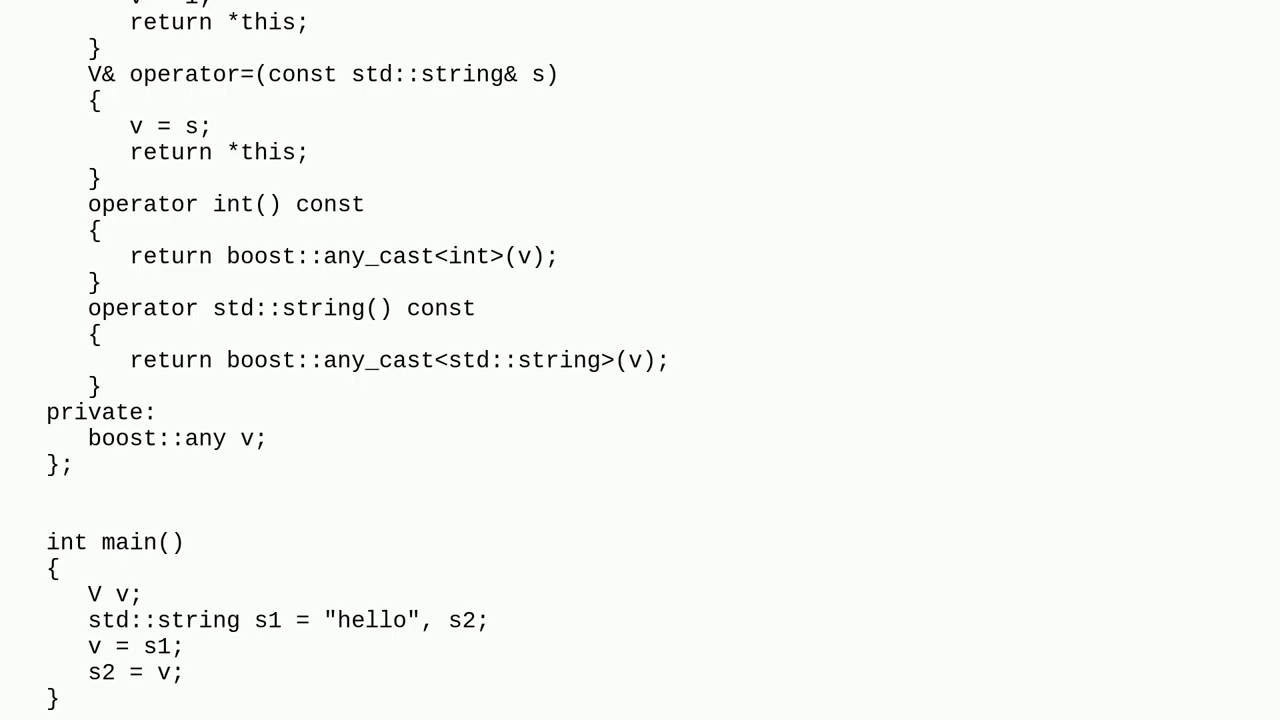 return *this;
}
V& operator=(const std::string& s)
{
v = s;
return *this;
}
operator int() const
{
return boost::any_cast<int>(v);
}
operator std::string() const
{
return boost::any_cast<std::string>(v);
}
private:
boost::any v;
};
int main()
{
V v;
std::string s1 = "hello", s2;
v = s1;
s2 = v;
}